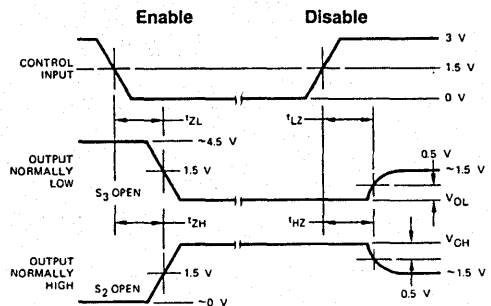 Enable
Disable
CONTROL
INPUT
3 V
1.5 V
0 V
tZL
tLZ
OUTPUT
NORMALLY
LOW
S3 OPEN
~4.5 V
1.5 V
0.5 V
~1.5 V
VOL
tZH
tHZ
OUTPUT
NORMALLY
HIGH
S2 OPEN
1.5 V
~0 V
VCH
~1.5 V
0.5
V